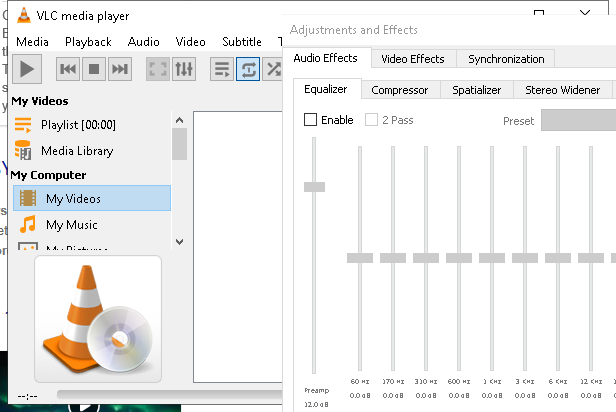 VLC media player
Media Playback Audio Video Subtitle T
My Videos
Playlist [00:00]
Media Library
My Computer
My Videos
My Music
My Pictures
--:--
Adjustments and Effects
Audio Effects Video Effects Synchronization
Equalizer Compressor Spatializer Stereo Widener
Enable 2 Pass Preset
60 Hz 170 Hz 310 Hz 600 Hz 1 KHz 3 KHz 6 KHz 12 KHz
Preamp 0.0 dB 0.0 dB 0.0 dB 0.0 dB 0.0 dB 0.0 dB 0.0 dB 0.0 dB
12.0 dB